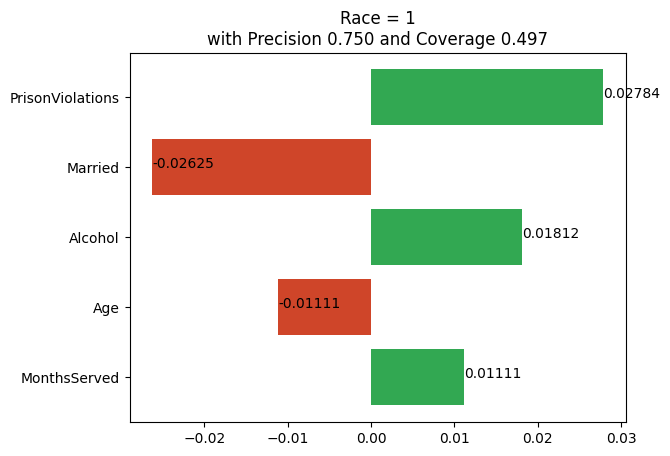 Race = 1
with Precision 0.750 and Coverage 0.497
PrisonViolations
0.02784
Married
-0.02625
Alcohol
0.01812
Age
-0.01111
MonthsServed
0.01111
−0.02 −0.01 0.00 0.01 0.02 0.03